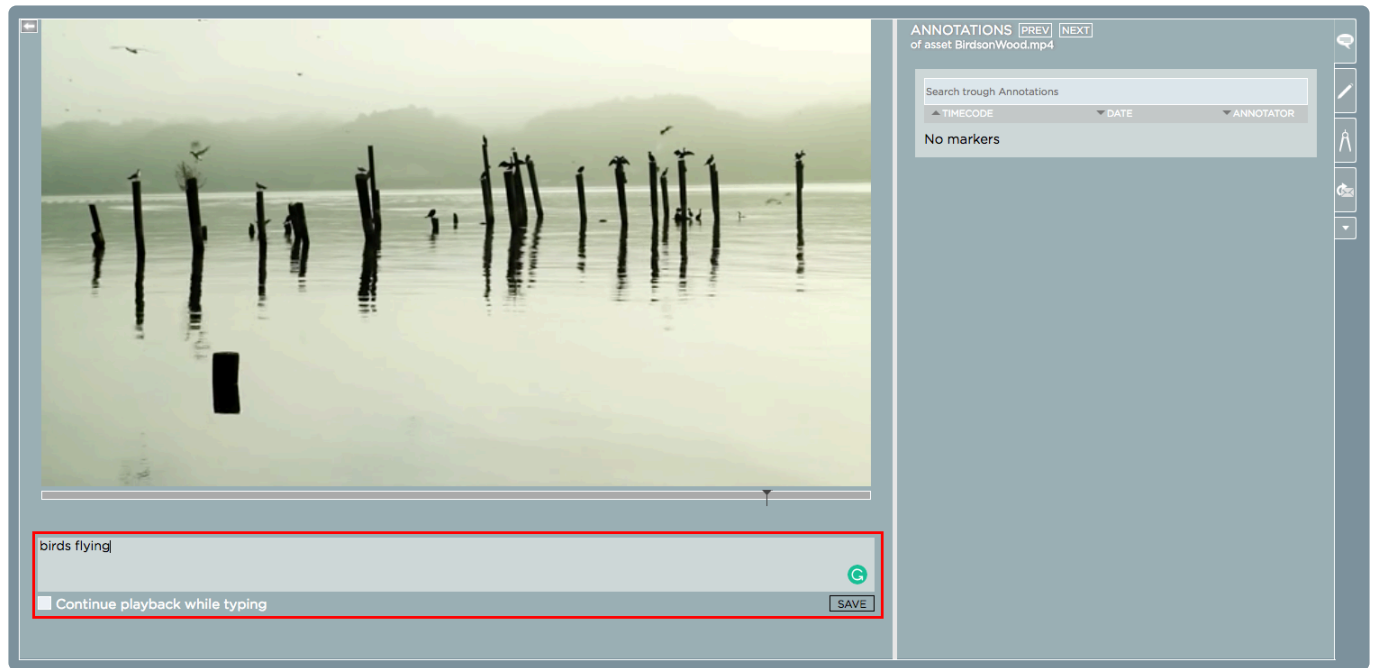 ANNOTATIONS PREV NEXT
of asset BirdsonWood.mp4
Search trough Annotations
TIMECODE DATE ANNOTATOR
No markers
birds flying
Continue playback while typing
SAVE